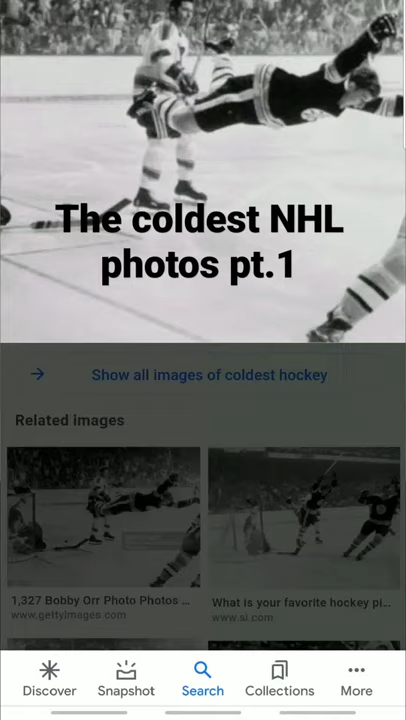 The coldest NHL
photos pt.1
Show all images of coldest hockey
Related images
1,327 Bobby Orr Photo Photos ...
www.gettyimages.com
What is your favorite hockey pi...
www.si.com
Discover
Snapshot
Search
Collections
More